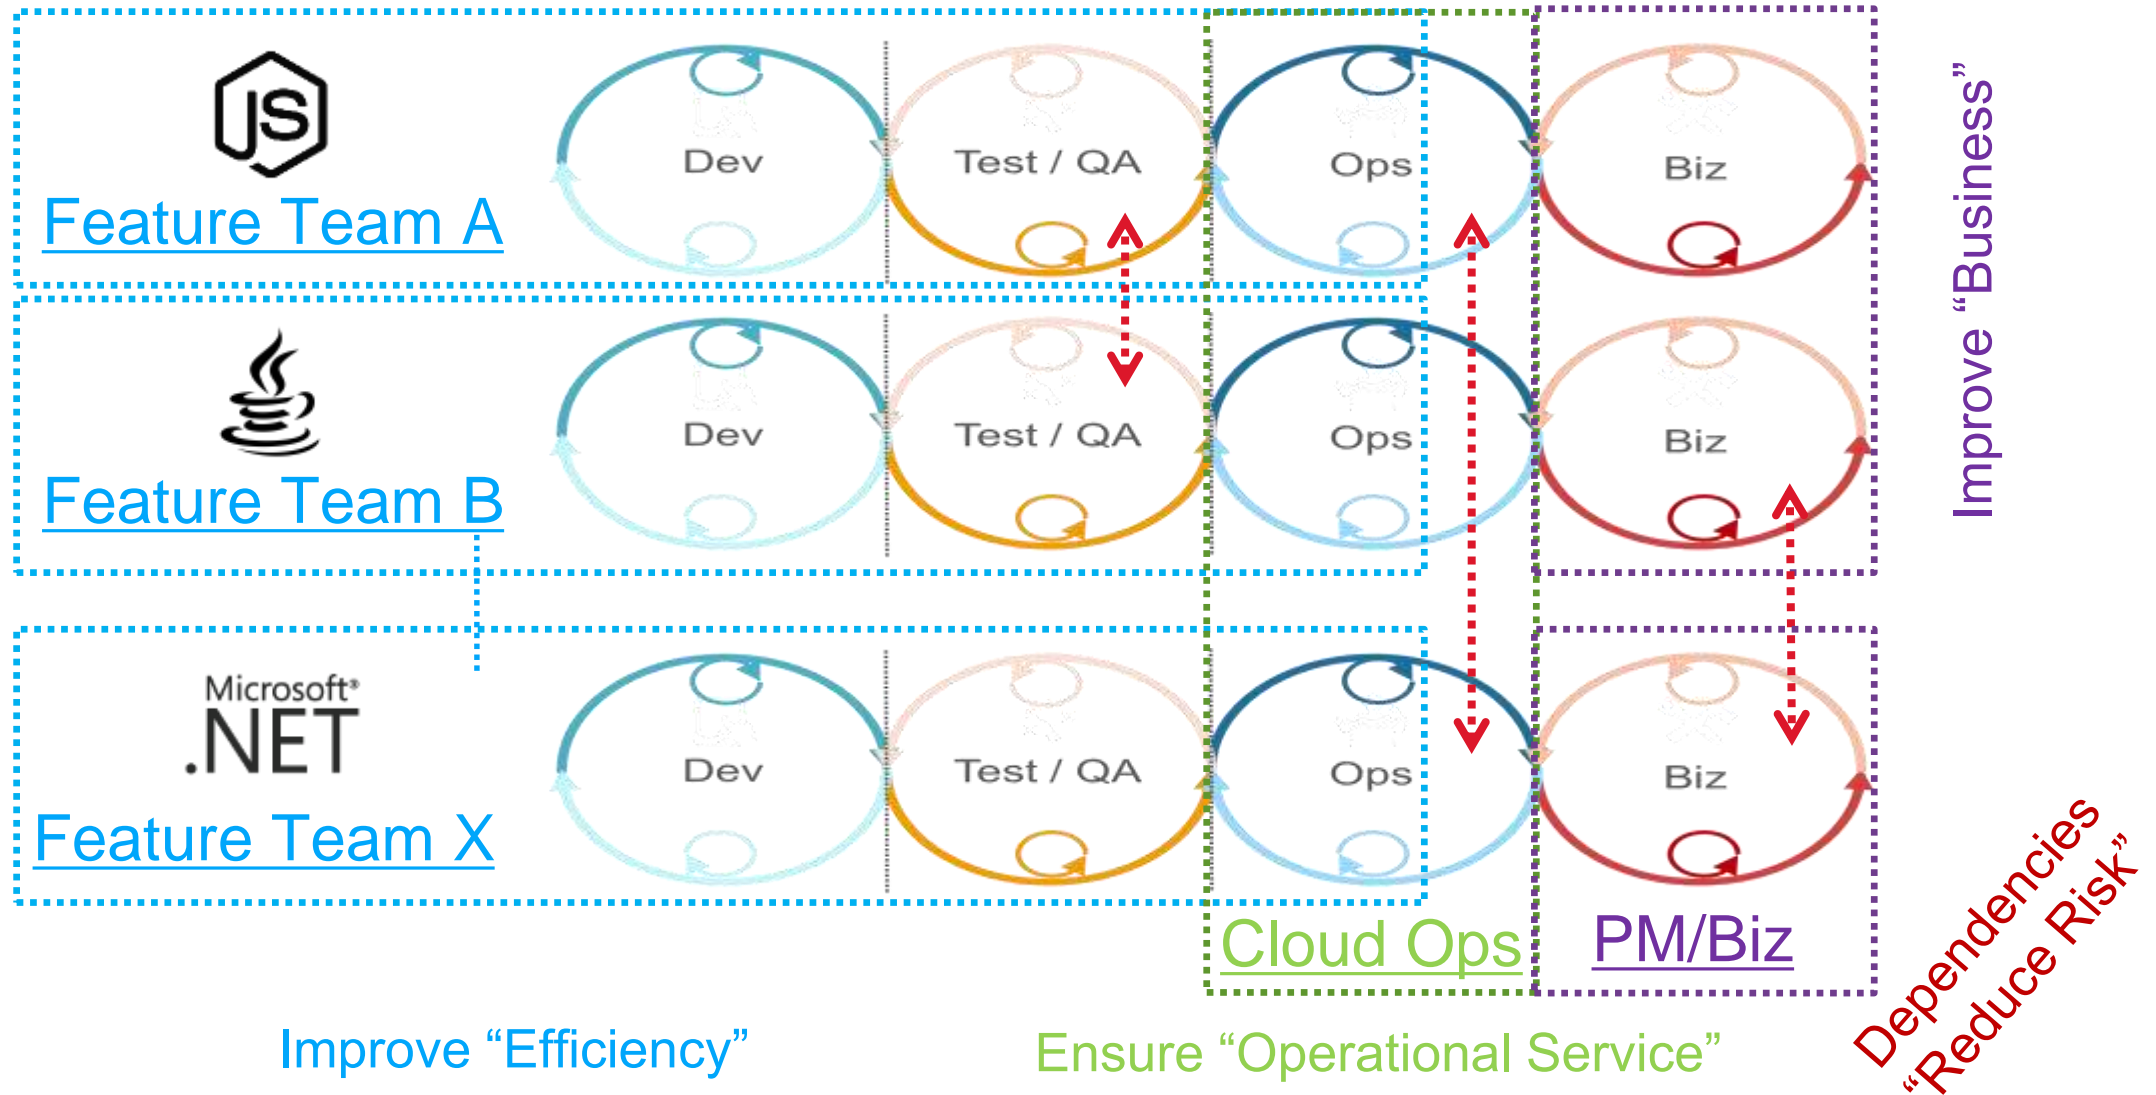 JS
Feature Team A
Dev
Test / QA
Ops
Biz
Feature Team B
Dev
Test / QA
Ops
Biz
Improve “Business”
Microsoft®
.NET
Feature Team X
Dev
Test / QA
Ops
Biz
Cloud Ops
PM/Biz
Improve “Efficiency”
Ensure “Operational Service”
Dependencies
“Reduce Risk”